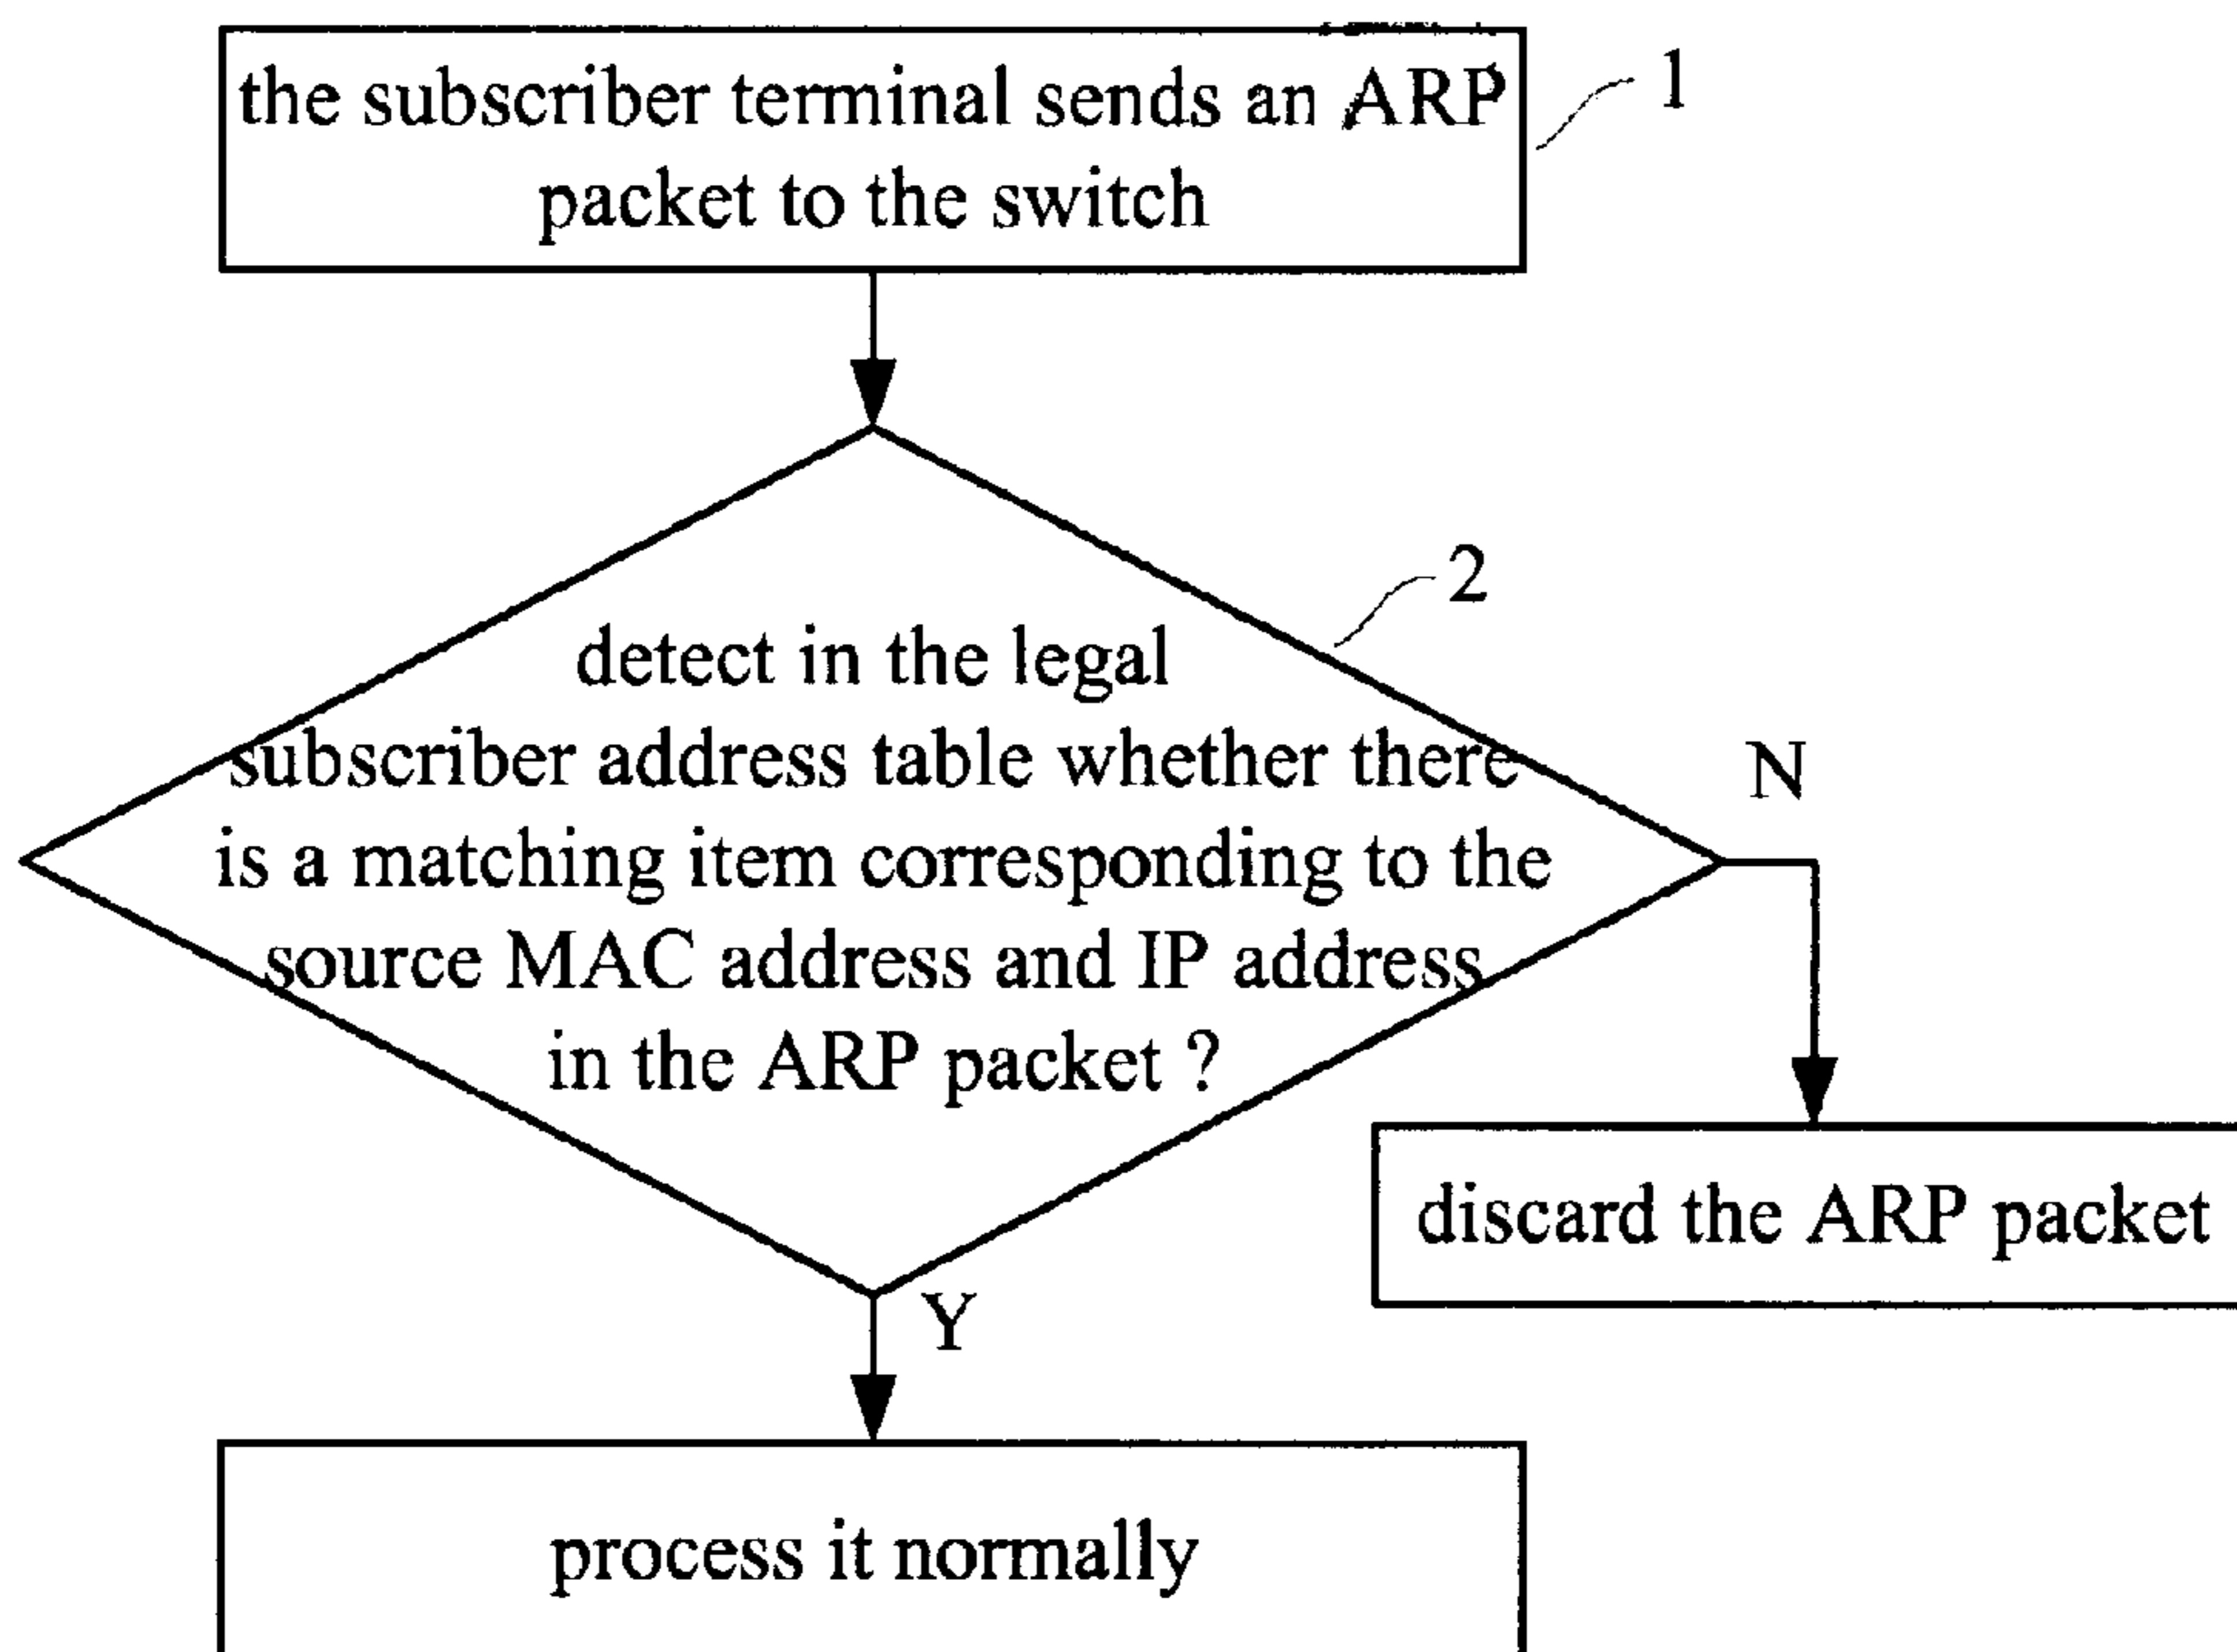 the subscriber terminal sends an ARP
packet to the switch
1
2
detect in the legal
subscriber address table whether there
is a matching item corresponding to the
source MAC address and IP address
in the ARP packet ?
N
discard the ARP packet
Y
process it normally